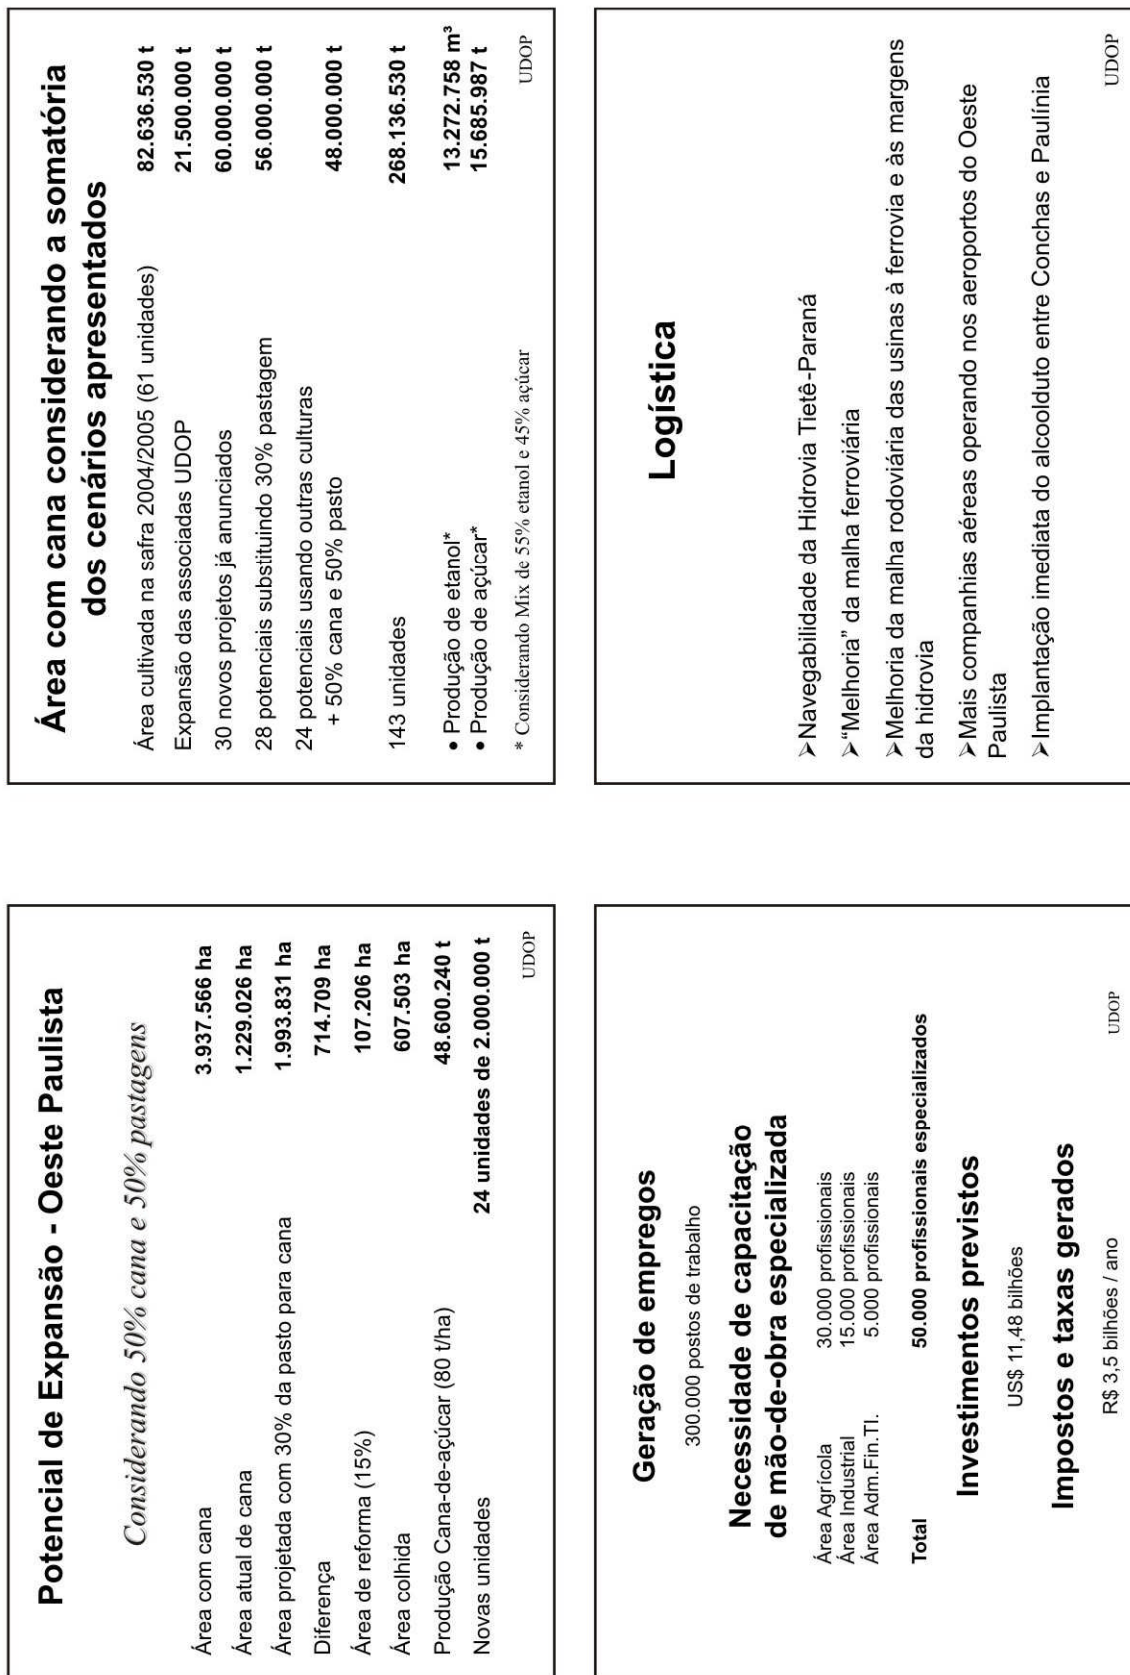 Potencial de Expansão - Oeste Paulista
Considerando 50% cana e 50% pastagens
Área com cana 3.937.566 ha
Área atual de cana 1.229.026 ha
Área projetada com 30% da pasto para cana 1.993.831 ha
Diferença 714.709 ha
Área de reforma (15%) 107.206 ha
Área colhida 607.503 ha
Produção Cana-de-açúcar (80 t/ha) 48.600.240 t
Novas unidades 24 unidades de 2.000.000 t
UDOP
Área com cana considerando a somatória
dos cenários apresentados
Área cultivada na safra 2004/2005 (61 unidades) 82.636.530 t
Expansão das associadas UDOP 21.500.000 t
30 novos projetos já anunciados 60.000.000 t
28 potenciais substituindo 30% pastagem 56.000.000 t
24 potenciais usando outras culturas
+ 50% cana e 50% pasto 48.000.000 t
143 unidades 268.136.530 t
• Produção de etanol* 13.272.758 m³
• Produção de açúcar* 15.685.987 t
* Considerando Mix de 55% etanol e 45% açúcar
UDOP
Geração de empregos
300.000 postos de trabalho
Necessidade de capacitação
de mão-de-obra especializada
Área Agrícola 30.000 profissionais
Área Industrial 15.000 profissionais
Área Adm.Fin.TI. 5.000 profissionais
Total 50.000 profissionais especializados
Investimentos previstos
US$ 11,48 bilhões
Impostos e taxas gerados
R$ 3,5 bilhões / ano
UDOP
Logística
➢Navegabilidade da Hidrovia Tietê-Paraná
➢“Melhoria” da malha ferroviária
➢Melhoria da malha rodoviária das usinas à ferrovia e às margens
da hidrovia
➢Mais companhias aéreas operando nos aeroportos do Oeste
Paulista
➢Implantação imediata do alcoolduto entre Conchas e Paulínia
UDOP